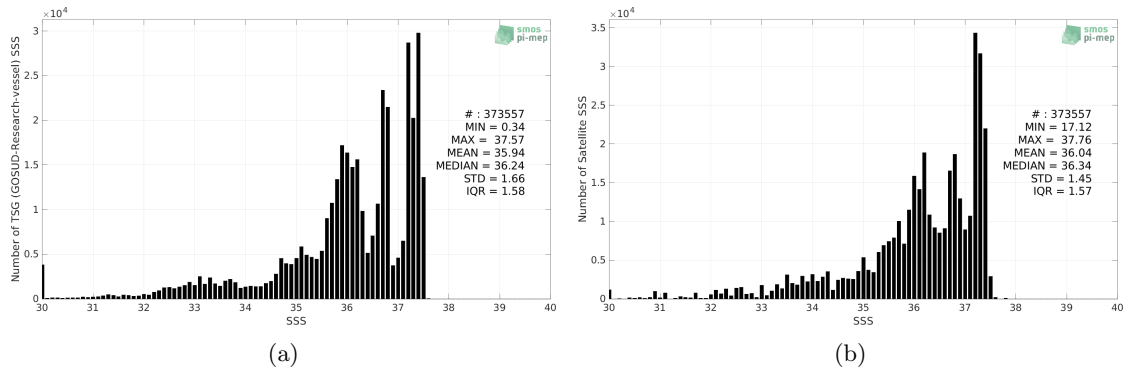 ×10⁴
3
2.5
2
1.5
1
0.5
0
30 31 32 33 34 35 36 37 38 39 40
SSS
Number of TSG (GOSUD-Research-vessel) SSS
smos
pi-mep
# : 373557
MIN = 0.34
MAX = 37.57
MEAN = 35.94
MEDIAN = 36.24
STD = 1.66
IQR = 1.58
(a)
×10⁴
3.5
3
2.5
2
1.5
1
0.5
0
30 31 32 33 34 35 36 37 38 39 40
SSS
Number of Satellite SSS
smos
pi-mep
# : 373557
MIN = 17.12
MAX = 37.76
MEAN = 36.04
MEDIAN = 36.34
STD = 1.45
IQR = 1.57
(b)